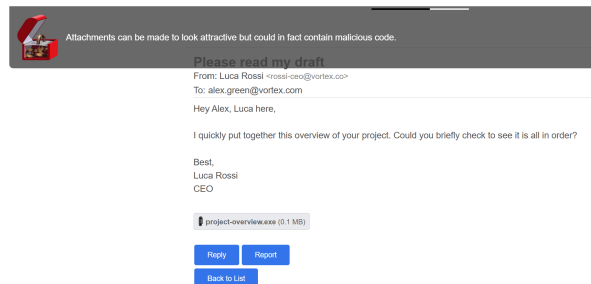 Attachments can be made to look attractive but could in fact contain malicious code.
Please read my draft
From: Luca Rossi <rossi-ceo@vortex.co>
To: alex.green@vortex.com
Hey Alex, Luca here,
I quickly put together this overview of your project. Could you briefly check to see it is all in order?
Best,
Luca Rossi
CEO
project-overview.exe (0.1 MB)
Reply Report
Back to List